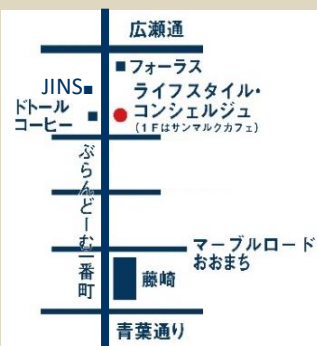 広瀬通
フォーラス
JINS
ライフスタイル・
コンシェルジュ
(1Fはサンマルクカフェ)
ドトール
コーヒー
ぶらんどーむ一番町
マーブルロード
おおまち
藤崎
青葉通り